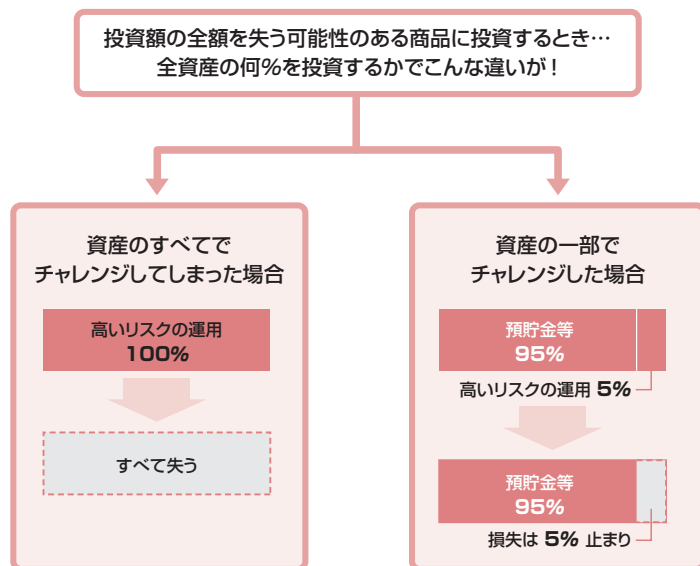 投資額の全額を失う可能性のある商品に投資するとき…
全資産の何%を投資するかでこんな違いが！
資産のすべてで
チャレンジしてしまった場合
高いリスクの運用
100%
すべて失う
資産の一部で
チャレンジした場合
預貯金等
95%
高いリスクの運用 5%
預貯金等
95%
損失は 5% 止まり